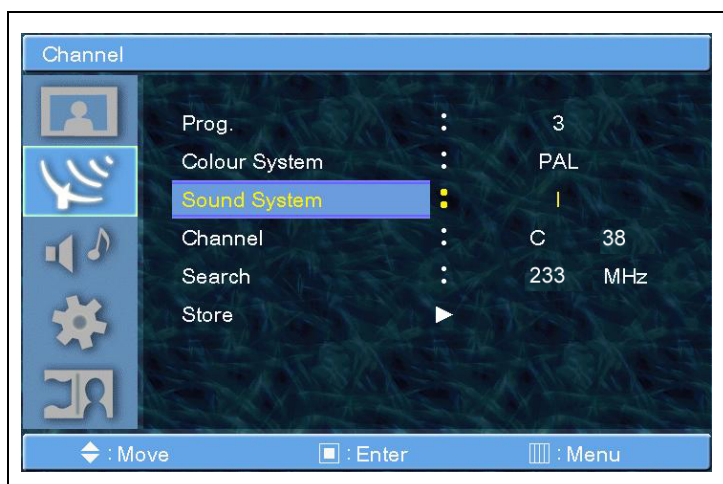 Channel
Prog. : 3
Colour System : PAL
Sound System : I
Channel : C 38
Search : 233 MHz
Store
: Move : Enter : Menu